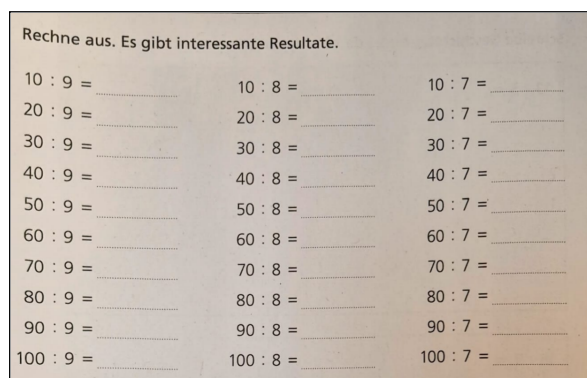 Rechne aus. Es gibt interessante Resultate.
10 : 9 = 10 : 8 = 10 : 7 =
20 : 9 = 20 : 8 = 20 : 7 =
30 : 9 = 30 : 8 = 30 : 7 =
40 : 9 = 40 : 8 = 40 : 7 =
50 : 9 = 50 : 8 = 50 : 7 =
60 : 9 = 60 : 8 = 60 : 7 =
70 : 9 = 70 : 8 = 70 : 7 =
80 : 9 = 80 : 8 = 80 : 7 =
90 : 9 = 90 : 8 = 90 : 7 =
100 : 9 = 100 : 8 = 100 : 7 =